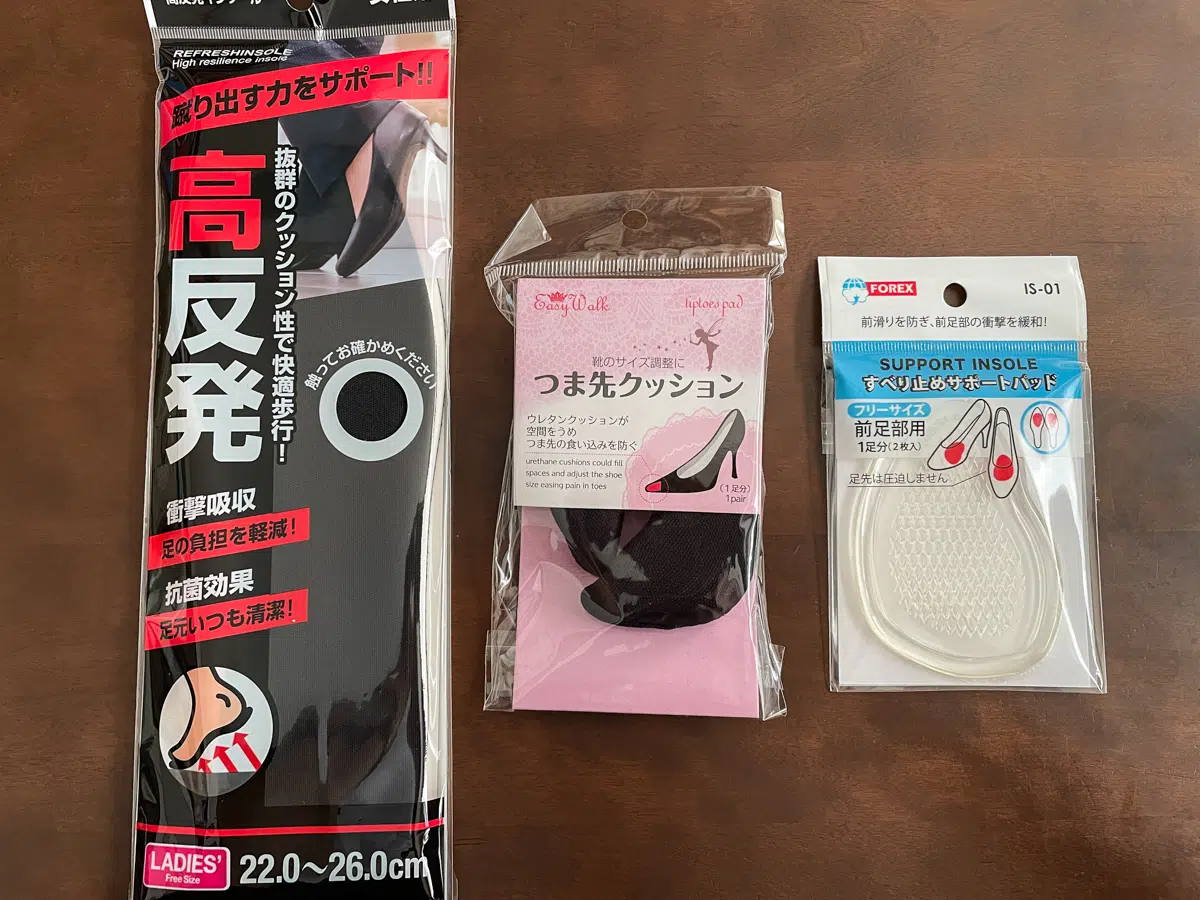 REFRESHINSOLE
High resilience insole
蹴り出す力をサポート!!
高反発
抜群のクッション性で快適歩行!
触ってお確かめください
衝撃吸収
足の負担を軽減!
抗菌効果
足元いつも清潔!
LADIES'
Free Size
22.0〜26.0cm
Easy Walk
tiptoes pad
靴のサイズ調整に
つま先クッション
ウレタンクッションが
空間をうめ
つま先の食い込みを防ぐ
urethane cushions could fill
spaces and adjust the shoe
size easing pain in toes
(1足分)
1pair
FOREX
IS-01
前滑りを防ぎ、前足部の衝撃を緩和!
SUPPORT INSOLE
すべり止めサポートパッド
フリーサイズ
前足部用
1足分(2枚入)
足先は圧迫しません